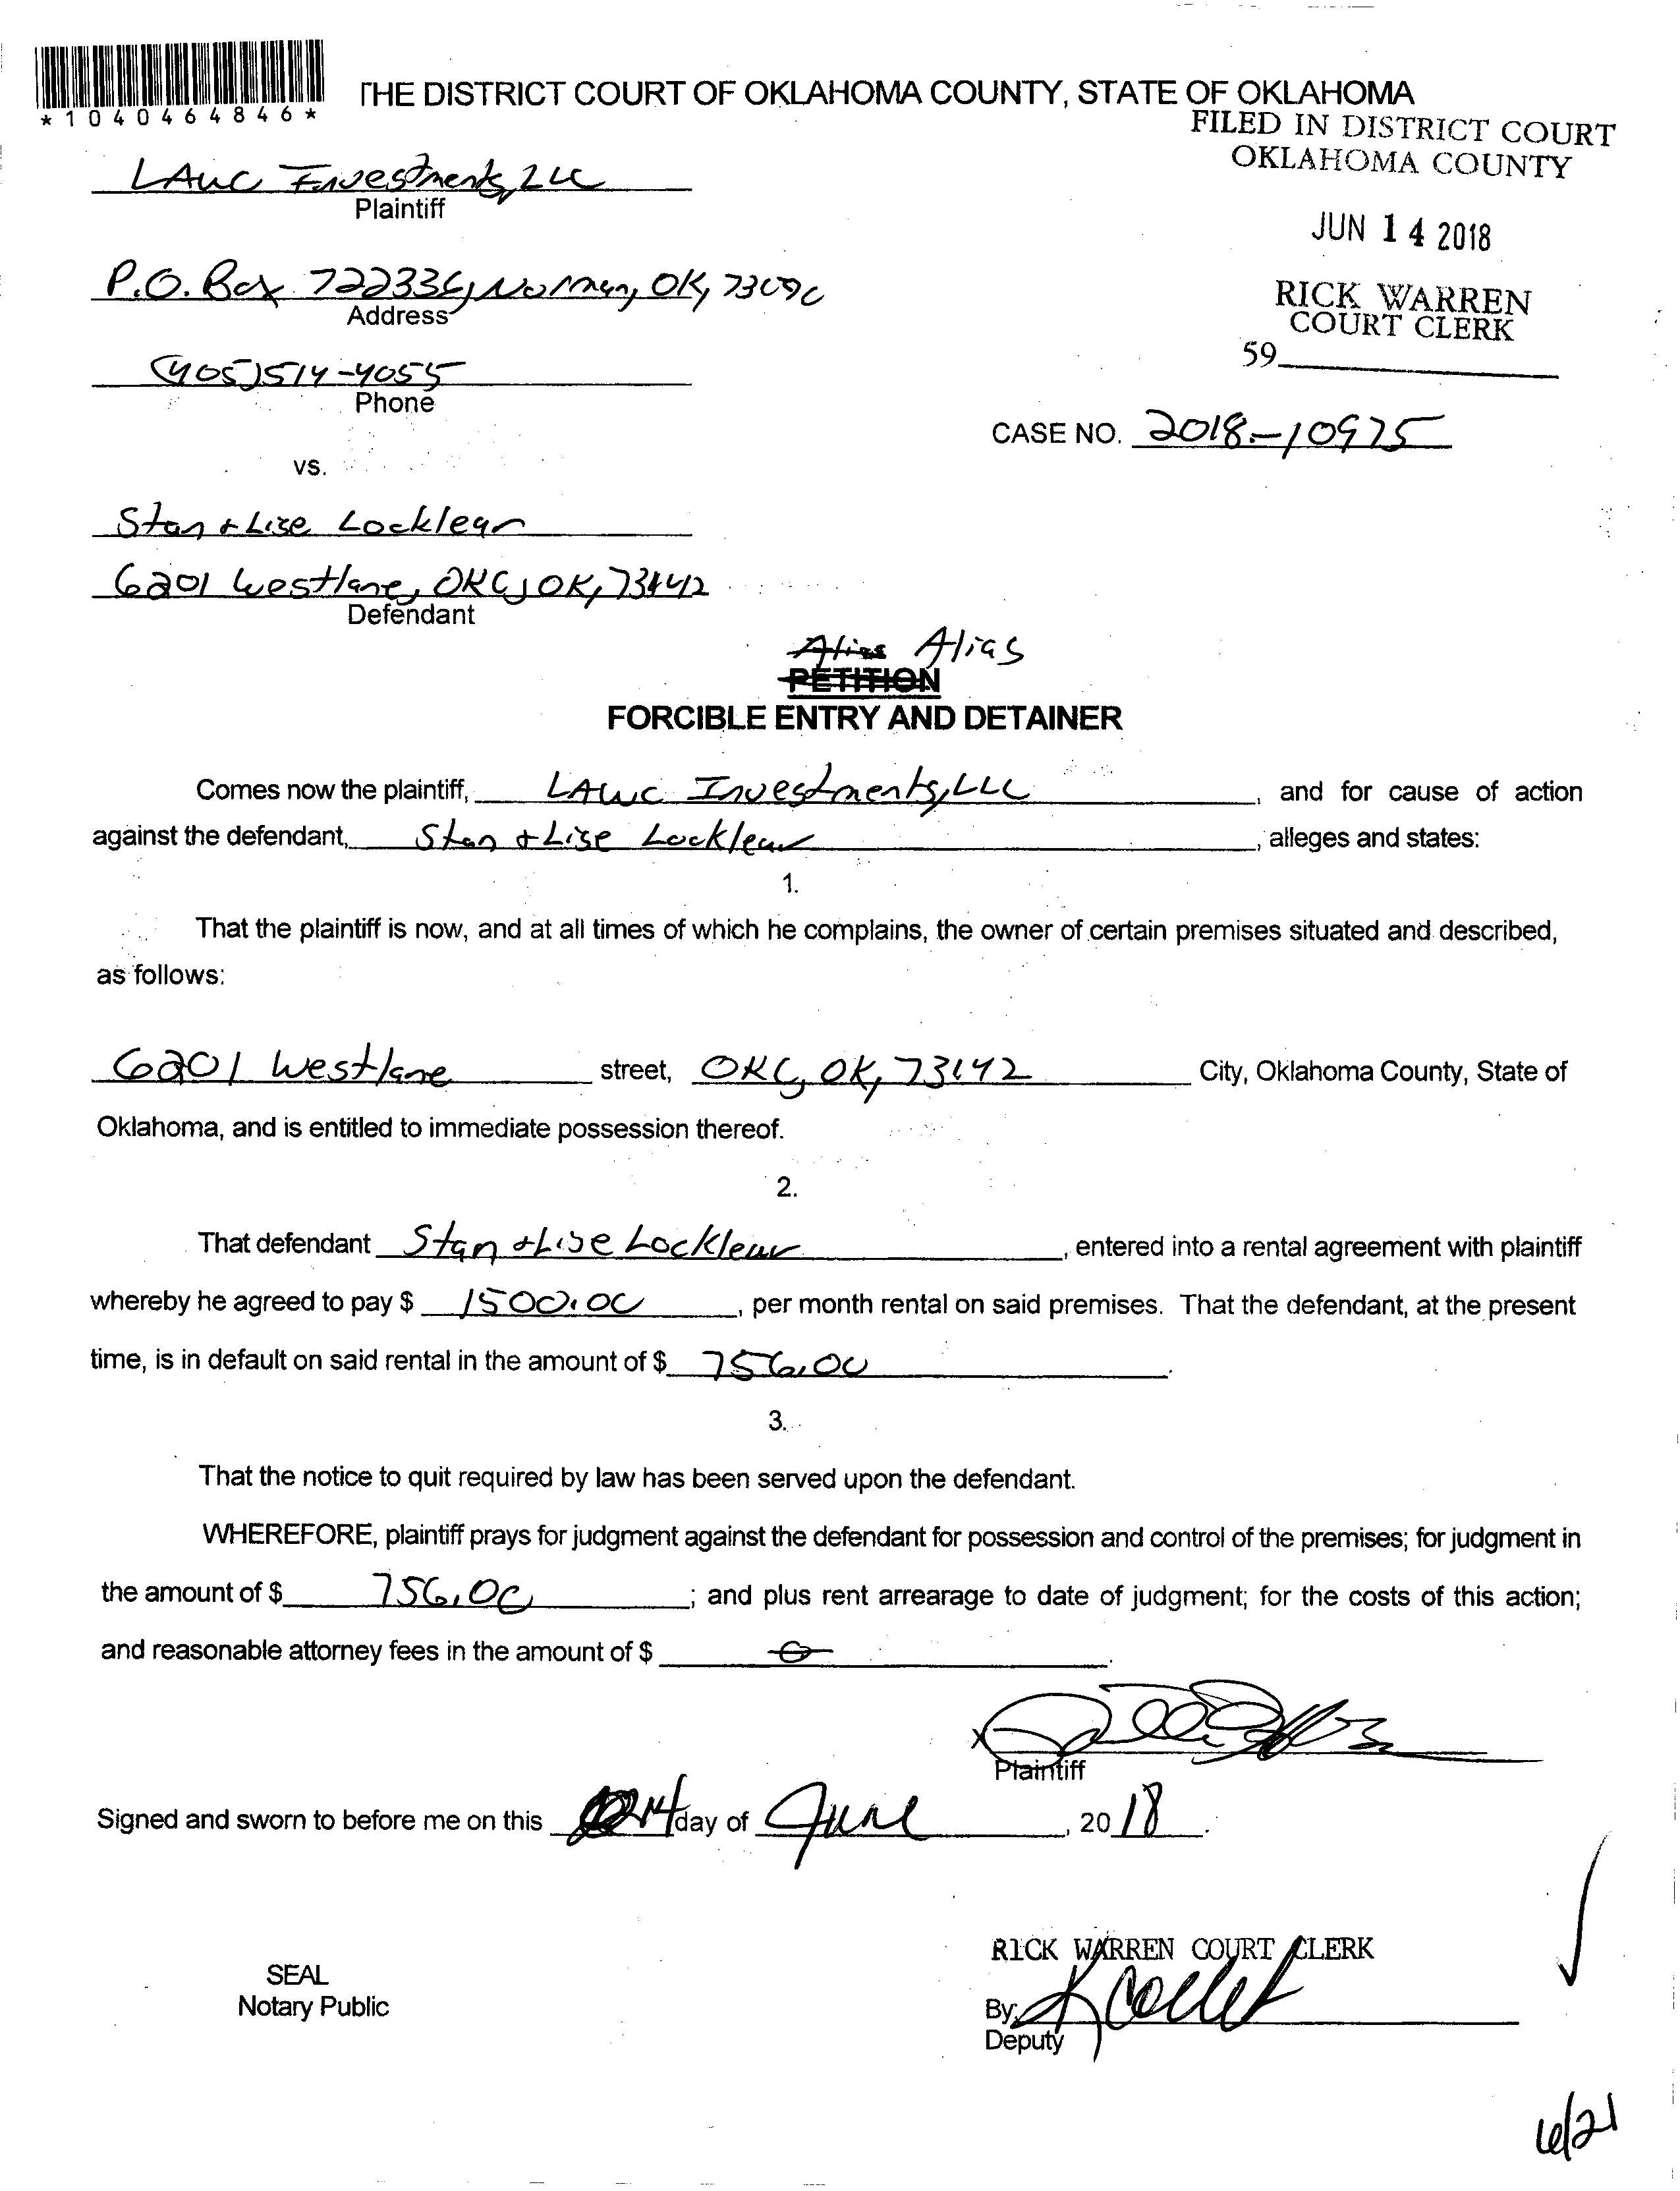 *1040464846*
THE DISTRICT COURT OF OKLAHOMA COUNTY, STATE OF OKLAHOMA
FILED IN DISTRICT COURT
OKLAHOMA COUNTY
LAWC Investments, LLC
Plaintiff
JUN 14 2018
P.O. Box 722336, Norman, OK, 73070
Address
RICK WARREN
COURT CLERK
59
(405)514-4055
Phone
CASE NO. 2018-10975
vs.
Stan & Lise Locklear
6201 Westlane, OKC, OK, 73142
Defendant
Alias Alias
PETITION
FORCIBLE ENTRY AND DETAINER
Comes now the plaintiff, LAWC Investments, LLC, and for cause of action
against the defendant, Stan & Lise Locklear, alleges and states:
1.
That the plaintiff is now, and at all times of which he complains, the owner of certain premises situated and described,
as follows:
6201 Westlane street, OKC, OK, 73142 City, Oklahoma County, State of
Oklahoma, and is entitled to immediate possession thereof.
2.
That defendant Stan & Lise Locklear, entered into a rental agreement with plaintiff
whereby he agreed to pay $ 1500.00, per month rental on said premises. That the defendant, at the present
time, is in default on said rental in the amount of $ 756.00.
3.
That the notice to quit required by law has been served upon the defendant.
WHEREFORE, plaintiff prays for judgment against the defendant for possession and control of the premises; for judgment in
the amount of $ 756.00; and plus rent arrearage to date of judgment; for the costs of this action;
and reasonable attorney fees in the amount of $ 0.
X
Plaintiff
Signed and sworn to before me on this 14 day of June, 2018.
RICK WARREN COURT CLERK
SEAL
Notary Public
By: K Collet
Deputy
6/21